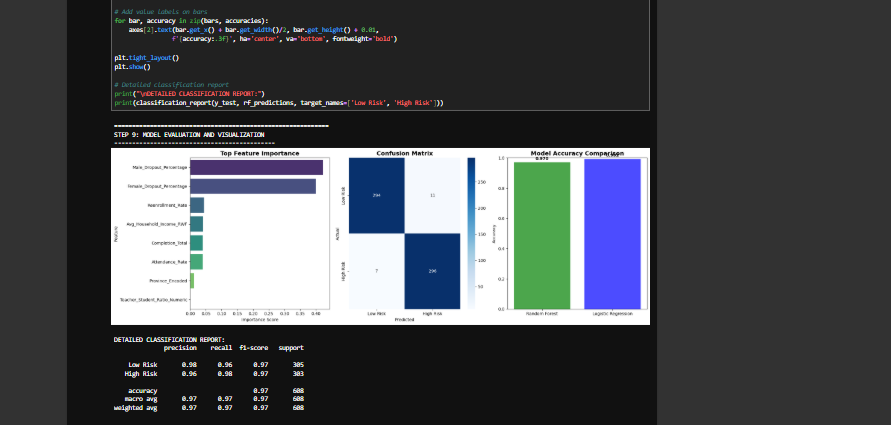 # Add value labels on bars
for bar, accuracy in zip(bars, accuracies):
axes[2].text(bar.get_x() + bar.get_width()/2, bar.get_height() + 0.01,
f'{accuracy:.3f}', ha='center', va='bottom', fontweight='bold')
plt.tight_layout()
plt.show()
# Detailed classification report
print("\nDETAILED CLASSIFICATION REPORT:")
print(classification_report(y_test, rf_predictions, target_names=['Low Risk', 'High Risk']))
============================================================
STEP 9: MODEL EVALUATION AND VISUALIZATION
---------------------------------------------
Top Feature Importance
Male_Dropout_Percentage
Female_Dropout_Percentage
Reenrollment_Rate
Avg_Household_Income_RWF
Completion_Total
Attendance_Rate
Province_Encoded
Teacher_Student_Ratio_Numeric
Feature
0.00 0.05 0.10 0.15 0.20 0.25 0.30 0.35 0.40
Importance Score
Confusion Matrix
Low Risk
High Risk
Actual
294
11
7
296
Low Risk High Risk
Predicted
250
200
150
100
50
Model Accuracy Comparison
0.970
1.0
0.8
0.6
0.4
0.2
0.0
Accuracy
Random Forest Logistic Regression
DETAILED CLASSIFICATION REPORT:
precision recall f1-score support
Low Risk 0.98 0.96 0.97 305
High Risk 0.96 0.98 0.97 303
accuracy 0.97 608
macro avg 0.97 0.97 0.97 608
weighted avg 0.97 0.97 0.97 608